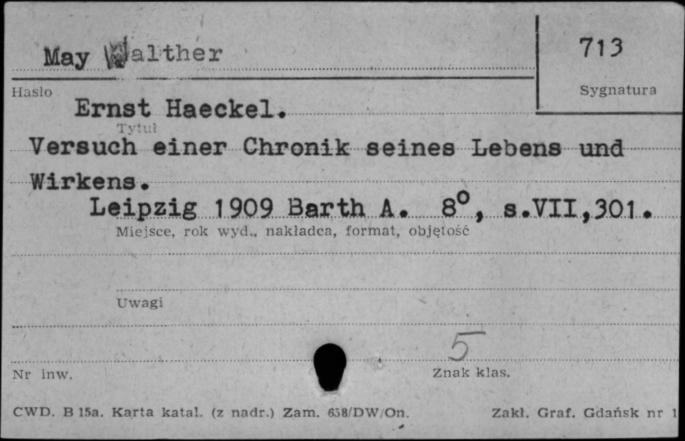 May Walther
713
Hasło
Sygnatura
Ernst Haeckel.
Tytuł
Versuch einer Chronik seines Lebens und
Wirkens.
Leipzig 1909 Barth A. 8⁰, s.VII,301.
Miejsce, rok wyd., nakładca, format, objętość
Uwagi
5
Nr inw.
Znak klas.
CWD. B 15a. Karta katal. (z nadr.) Zam. 638/DW/On.
Zakł. Graf. Gdańsk nr 1